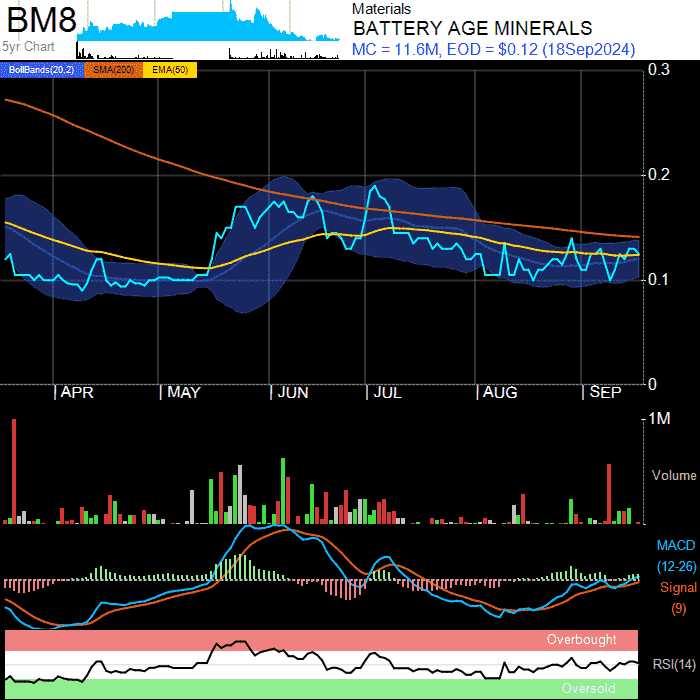 BM8
5yr Chart
Materials
BATTERY AGE MINERALS
MC = 11.6M, EOD = $0.12 (18Sep2024)
BollBands(20,2) SMA(200) EMA(50)
0.3
0.2
0.1
0
APR MAY JUN JUL AUG SEP
1M
Volume
MACD
(12-26)
Signal
(9)
Overbought
RSI(14)
Oversold